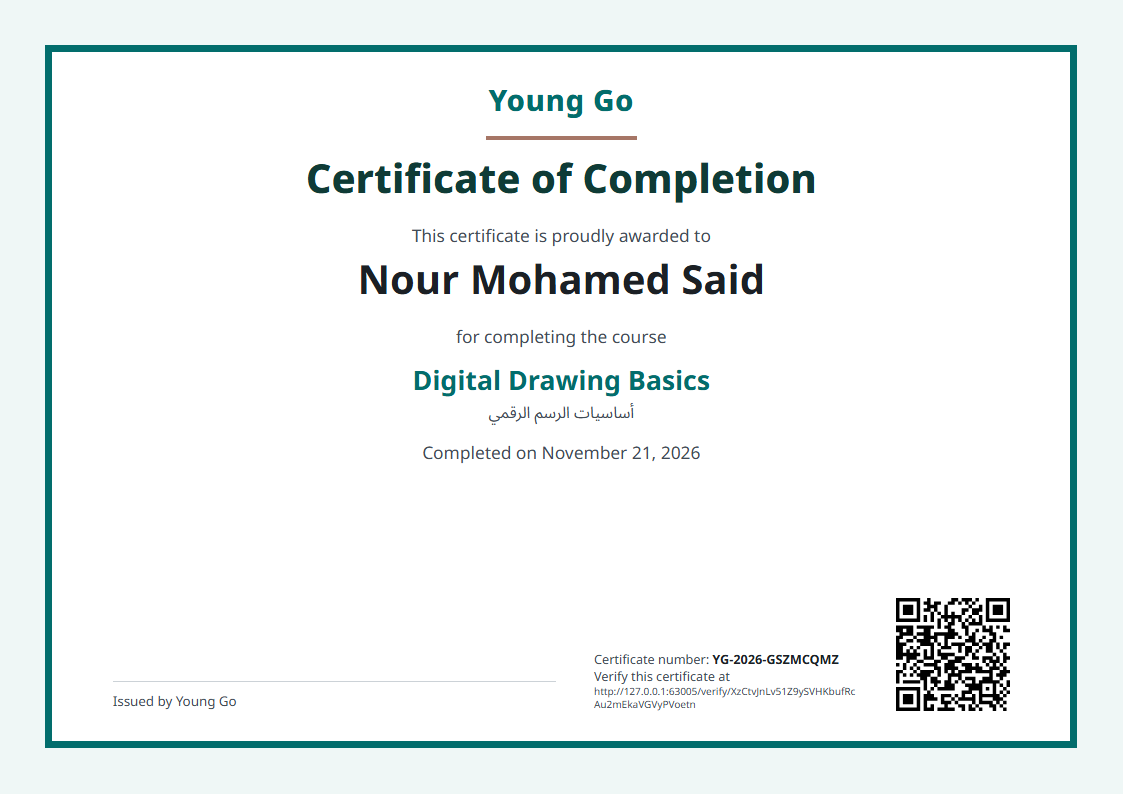 Young Go
Certificate of Completion
This certificate is proudly awarded to
Nour Mohamed Said
for completing the course
Digital Drawing Basics
أساسيات الرسم الرقمي
Completed on November 21, 2026
Issued by Young Go
Certificate number: YG-2026-GSZMCQMZ
Verify this certificate at
http://127.0.0.1:63005/verify/XzCtvJnLv51Z9ySVHKbufRc
Au2mEkaVGVyPVoetn